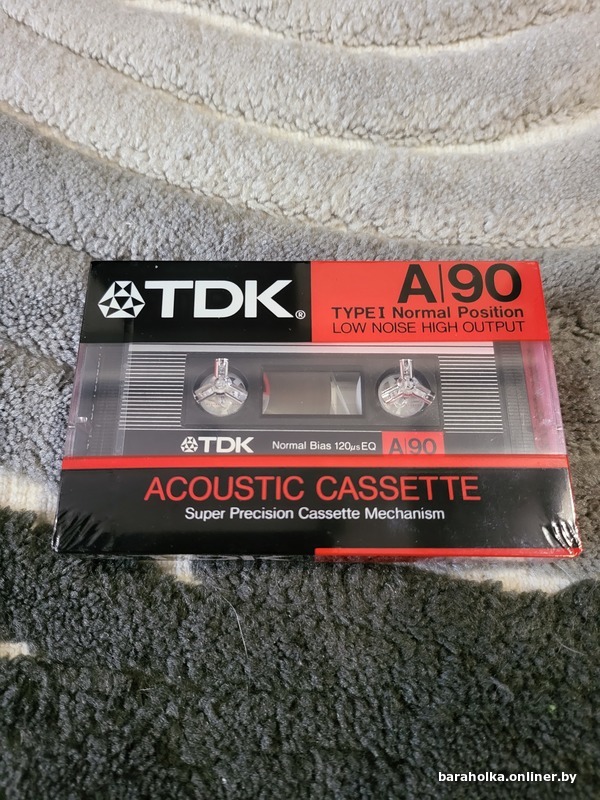 TDK®
A|90
TYPE I Normal Position
LOW NOISE HIGH OUTPUT
TDK Normal Bias 120μs EQ A|90
ACOUSTIC CASSETTE
Super Precision Cassette Mechanism
baraholka.onliner.by